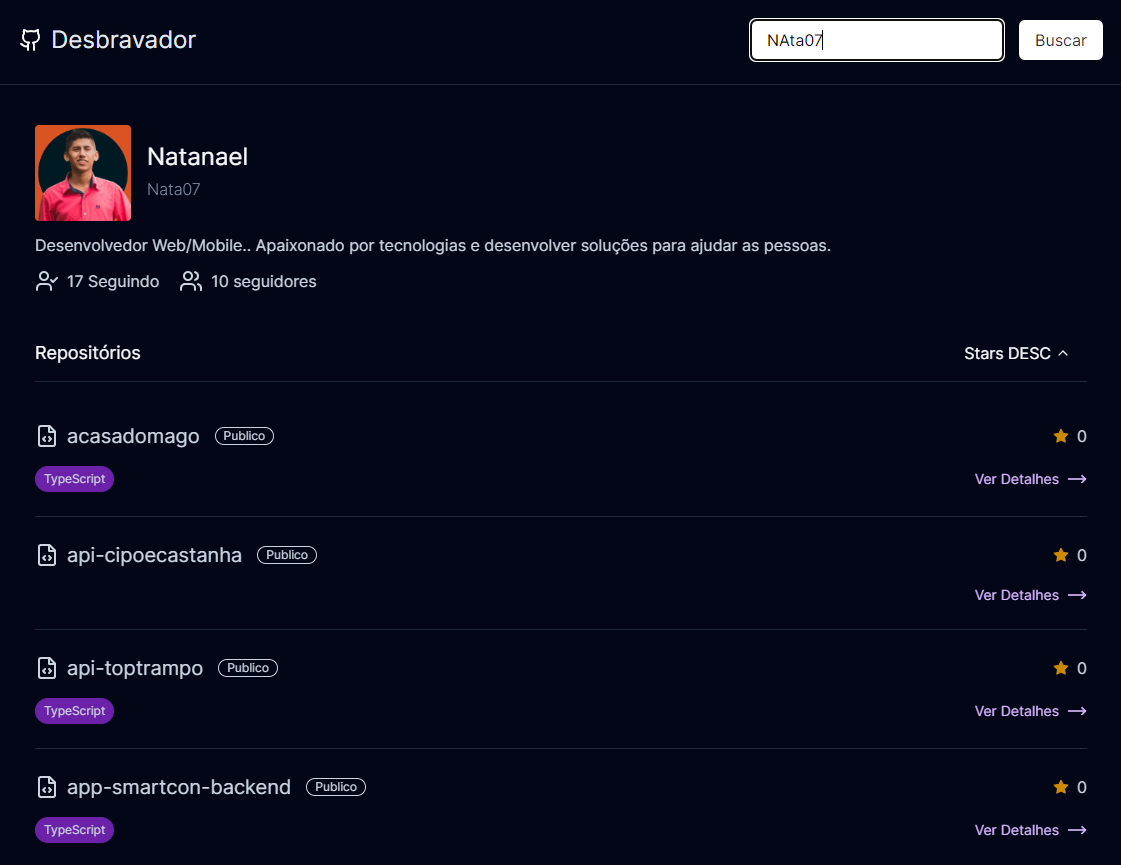 Desbravador
NAta07
Buscar
Natanael
Nata07
Desenvolvedor Web/Mobile.. Apaixonado por tecnologias e desenvolver soluções para ajudar as pessoas.
17 Seguindo 10 seguidores
Repositórios Stars DESC
acasadomago Publico 0
TypeScript Ver Detalhes
api-cipoecastanha Publico 0
Ver Detalhes
api-toptrampo Publico 0
TypeScript Ver Detalhes
app-smartcon-backend Publico 0
TypeScript Ver Detalhes